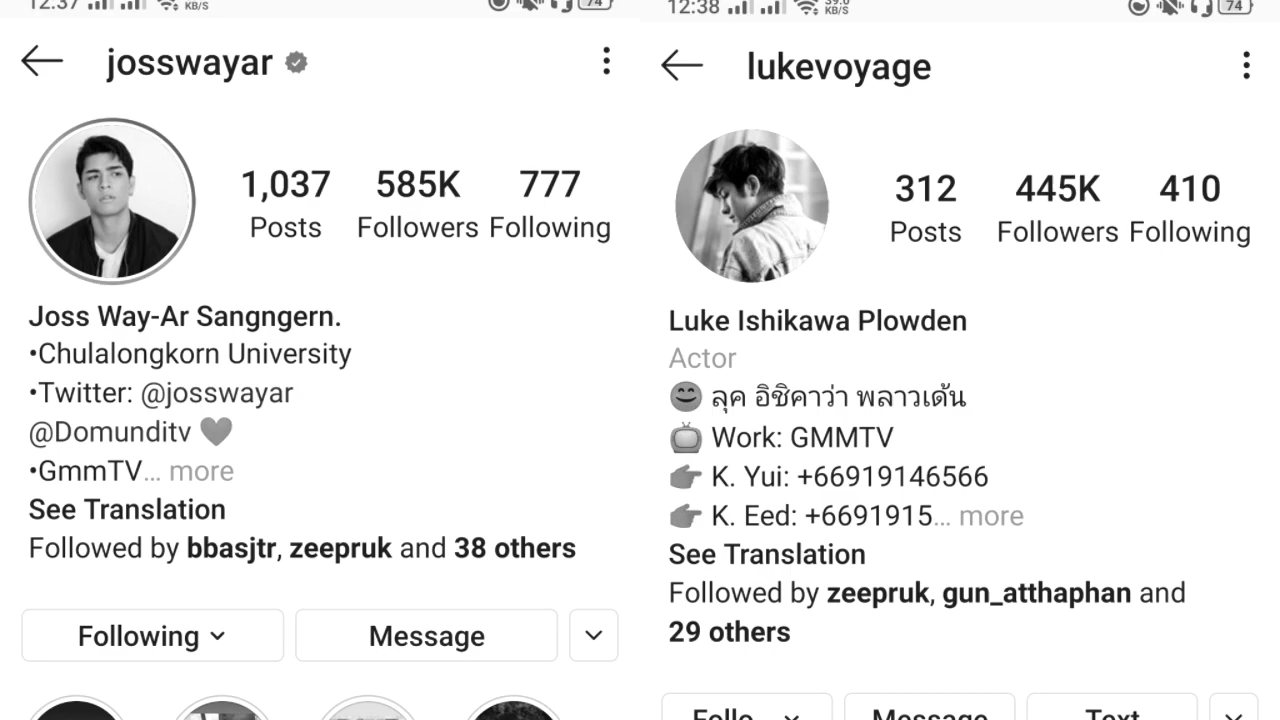 12:37
KB/S
74
josswayar
1,037 585K 777
Posts Followers Following
Joss Way-Ar Sangngern.
•Chulalongkorn University
•Twitter: @josswayar
@Domunditv 🖤
•GmmTV... more
See Translation
Followed by bbasjtr, zeepruk and 38 others
Following Message
12:38
39.0
KB/S
74
lukevoyage
312 445K 410
Posts Followers Following
Luke Ishikawa Plowden
Actor
😊 ลุค อิชิคาว่า พลาวเด้น
📺 Work: GMMTV
👉 K. Yui: +66919146566
👉 K. Eed: +6691915... more
See Translation
Followed by zeepruk, gun_atthaphan and
29 others
Follo Message Text